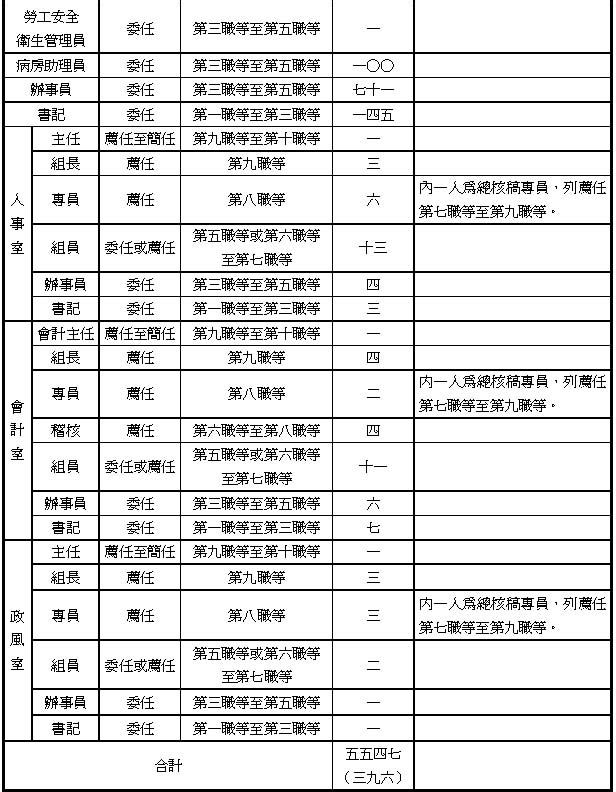 勞工安全
衛生管理員 委任 第三職等至第五職等 一
病房助理員 委任 第三職等至第五職等 一〇〇
辦事員 委任 第三職等至第五職等 七十一
書記 委任 第一職等至第三職等 一四五
人事室
主任 薦任至簡任 第九職等至第十職等 一
組長 薦任 第九職等 三
專員 薦任 第八職等 六 內一人為總核稿專員，列薦任
第七職等至第九職等。
組員 委任或薦任 第五職等或第六職等
至第七職等 十三
辦事員 委任 第三職等至第五職等 四
書記 委任 第一職等至第三職等 三
會計室
會計主任 薦任至簡任 第九職等至第十職等 一
組長 薦任 第九職等 四
專員 薦任 第八職等 二 內一人為總核稿專員，列薦任
第七職等至第九職等。
稽核 薦任 第六職等至第八職等 四
組員 委任或薦任 第五職等或第六職等
至第七職等 十一
辦事員 委任 第三職等至第五職等 六
書記 委任 第一職等至第三職等 七
政風室
主任 薦任至簡任 第九職等至第十職等 一
組長 薦任 第九職等 三
專員 薦任 第八職等 三 內一人為總核稿專員，列薦任
第七職等至第九職等。
組員 委任或薦任 第五職等或第六職等
至第七職等 二
辦事員 委任 第三職等至第五職等 一
書記 委任 第一職等至第三職等 一
合計 五五四七
（三九六）